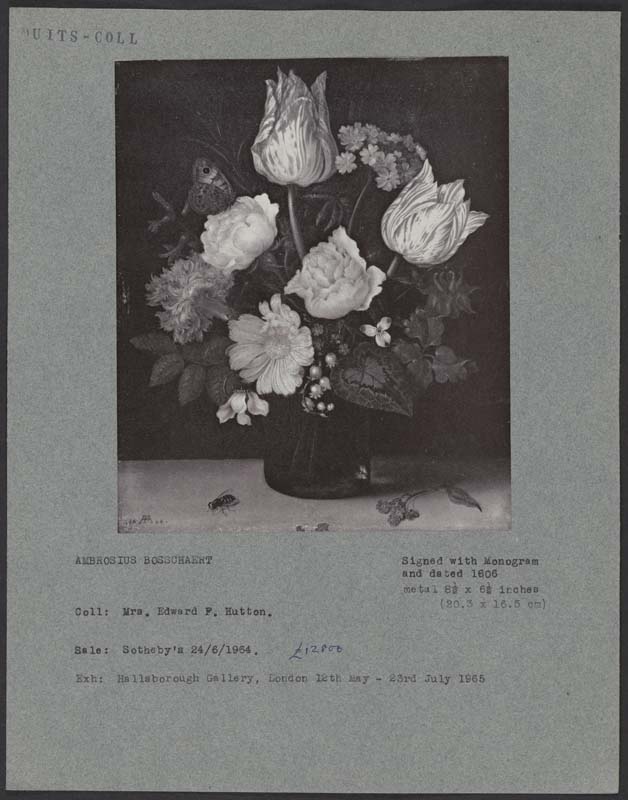 UITS-COLL
AMBROSIUS BOSSCHAERT
Signed with Monogram
and dated 1606
metal 8⅛ x 6½ inches
(20.3 x 16.5 cm)
Coll: Mrs. Edward F. Hutton.
Sale: Sotheby's 24/6/1964. £12000
Exh: Hallsborough Gallery, London 12th May - 23rd July 1965